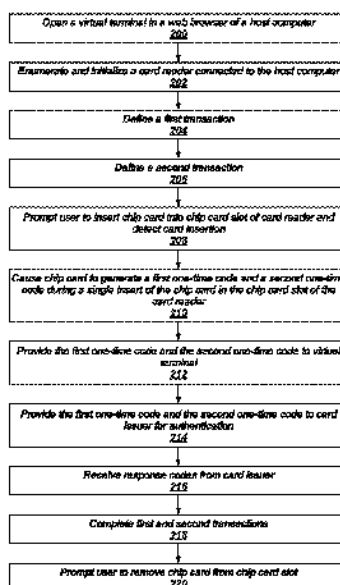 Open a virtual terminal in a web browser of a host computer
200
Enumerate and initialize a card reader connected to the host computer
202
Define a first transaction
204
Define a second transaction
206
Prompt user to insert chip card into chip card slot of card reader and
detect card insertion
208
Cause chip card to generate a first one-time code and a second one-time
code during a single insert of the chip card in the chip card slot of the
card reader
210
Provide the first one-time code and the second one-time code to virtual
terminal
212
Provide the first one-time code and the second one-time code to card
issuer for authentication
214
Receive response codes from card issuer
216
Complete first and second transactions
218
Prompt user to remove chip card from chip card slot
220